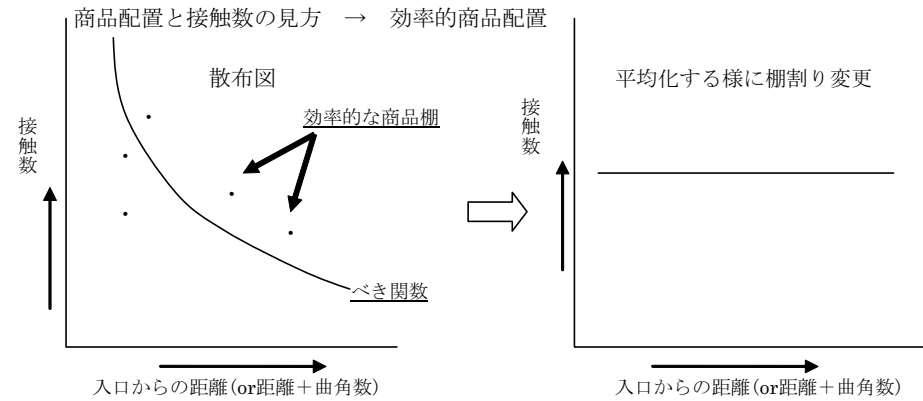 商品配置と接触数の見方 → 効率的商品配置
散布図
効率的な商品棚
接触数
べき関数
入口からの距離(or距離＋曲角数)
平均化する様に棚割り変更
接触数
入口からの距離(or距離＋曲角数)